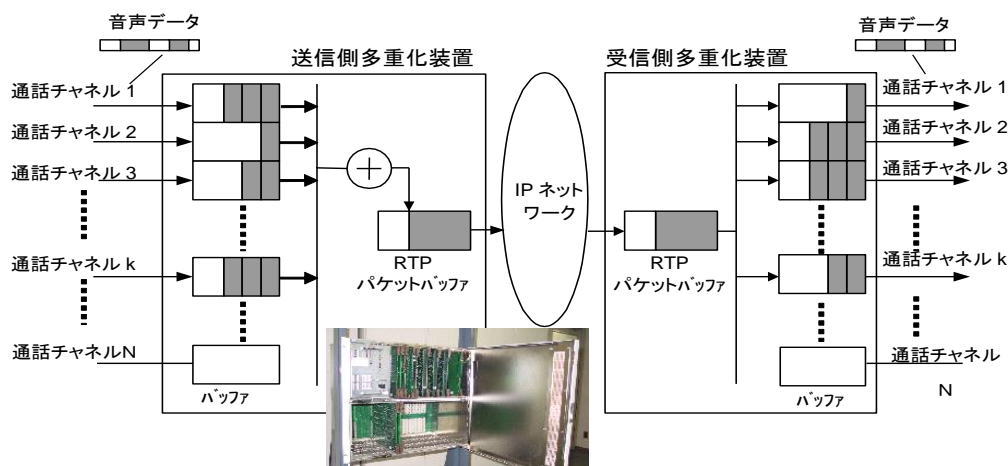 音声データ
音声データ
送信側多重化装置
受信側多重化装置
通話チャネル 1
通話チャネル 2
通話チャネル 3
通話チャネル k
通話チャネルN
バッファ
RTP
パケットバッファ
IP ネット
ワーク
RTP
パケットバッファ
バッファ
通話チャネル 1
通話チャネル 2
通話チャネル 3
通話チャネル k
通話チャネル
N